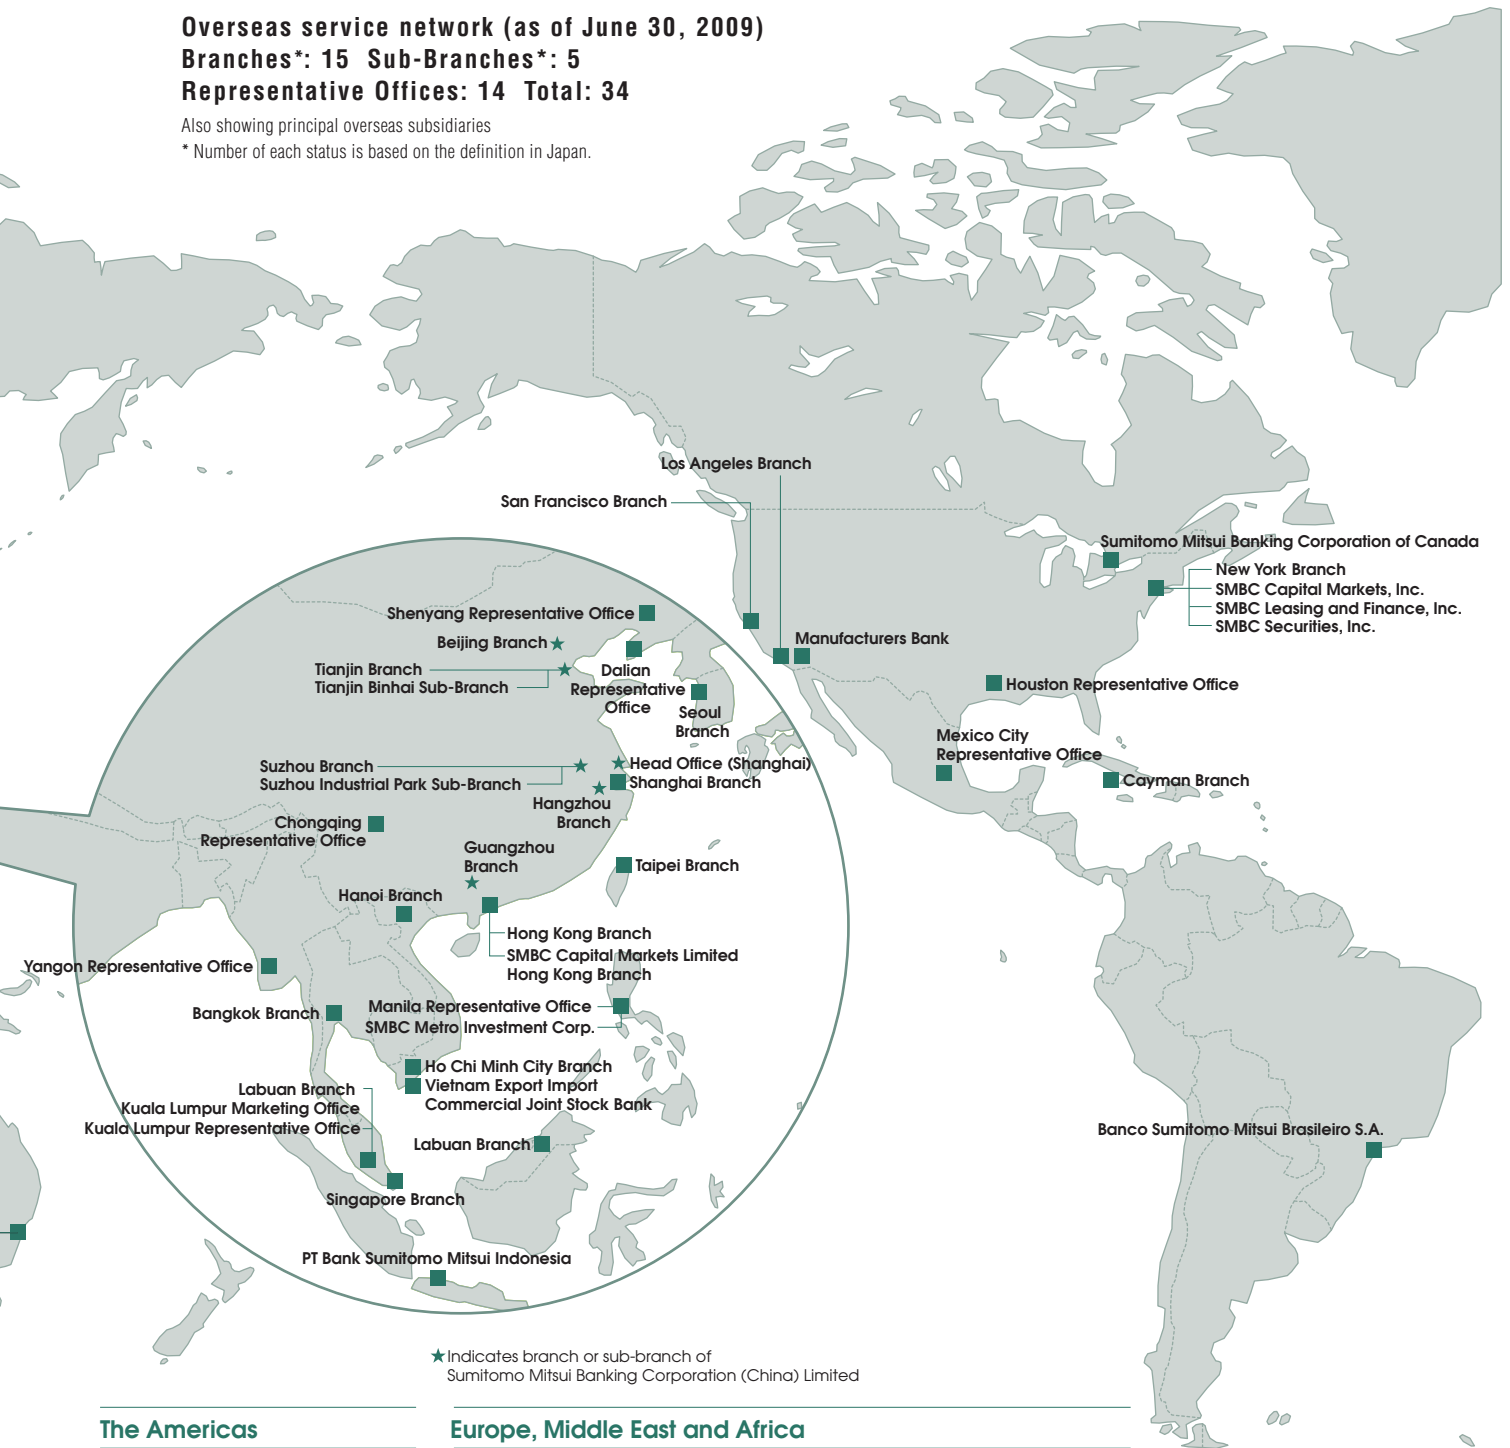 Overseas service network (as of June 30, 2009)
Branches*: 15 Sub-Branches*: 5
Representative Offices: 14 Total: 34
Also showing principal overseas subsidiaries
* Number of each status is based on the definition in Japan.
Los Angeles Branch
San Francisco Branch
Sumitomo Mitsui Banking Corporation of Canada
New York Branch
SMBC Capital Markets, Inc.
SMBC Leasing and Finance, Inc.
SMBC Securities, Inc.
Manufacturers Bank
Houston Representative Office
Mexico City
Representative Office
Cayman Branch
Shenyang Representative Office
Beijing Branch★
Tianjin Branch
Tianjin Binhai Sub-Branch
★
Dalian
Representative
Office
Seoul
Branch
Suzhou Branch
Suzhou Industrial Park Sub-Branch
★
★Head Office (Shanghai)
Shanghai Branch
★
Hangzhou
Branch
Chongqing
Representative Office
Guangzhou
Branch
★
Taipei Branch
Hanoi Branch
Hong Kong Branch
SMBC Capital Markets Limited
Hong Kong Branch
Yangon Representative Office
Bangkok Branch
Manila Representative Office
SMBC Metro Investment Corp.
Ho Chi Minh City Branch
Vietnam Export Import
Commercial Joint Stock Bank
Labuan Branch
Kuala Lumpur Marketing Office
Kuala Lumpur Representative Office
Labuan Branch
Singapore Branch
PT Bank Sumitomo Mitsui Indonesia
Banco Sumitomo Mitsui Brasileiro S.A.
★Indicates branch or sub-branch of
Sumitomo Mitsui Banking Corporation (China) Limited
The Americas
Europe, Middle East and Africa